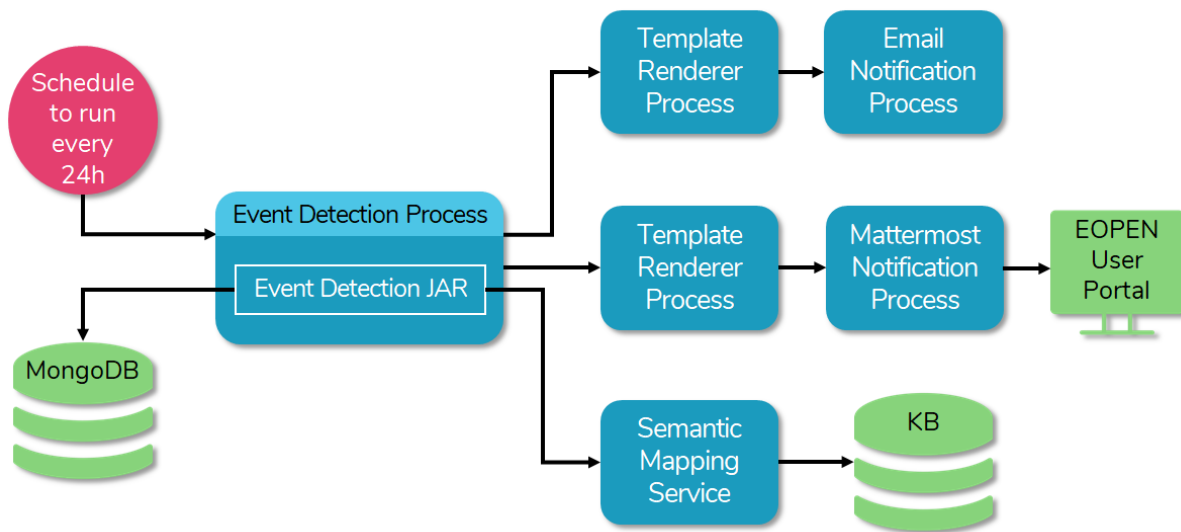 Schedule
to run
every
24h
Event Detection Process
Event Detection JAR
MongoDB
Template
Renderer
Process
Email
Notification
Process
Template
Renderer
Process
Mattermost
Notification
Process
EOPEN
User
Portal
Semantic
Mapping
Service
KB